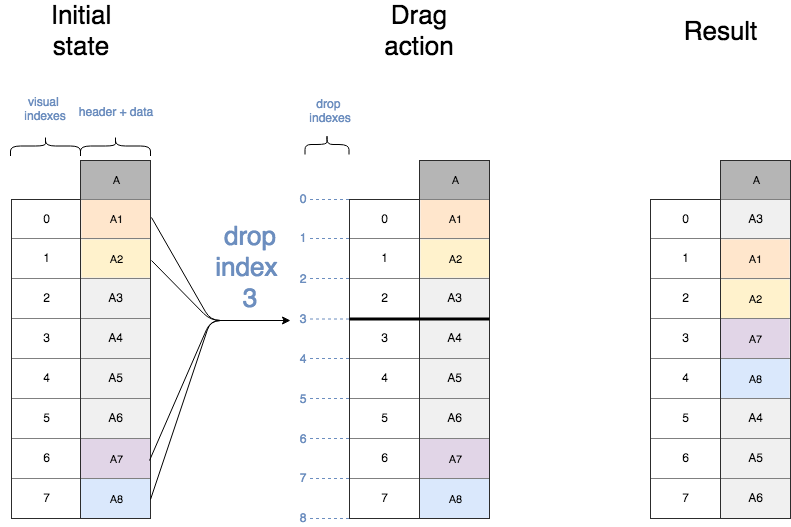 Initial
state
Drag
action
Result
visual
indexes
header + data
drop
indexes
A
0 A1
1 A2
2 A3
3 A4
4 A5
5 A6
6 A7
7 A8
drop
index
3
0
1
2
3
4
5
6
7
8
A
0 A1
1 A2
2 A3
3 A4
4 A5
5 A6
6 A7
7 A8
A
0 A3
1 A1
2 A2
3 A7
4 A8
5 A4
6 A5
7 A6